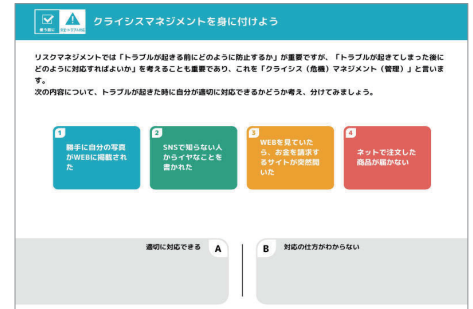 クライシスマネジメントを身に付けよう
リスクマネジメントでは「トラブルが起きる前にどのように防止するか」が重要ですが、「トラブルが起きてしまった後に
どのように対応すればよいか」を考えることも重要であり、これを「クライシス（危機）マネジメント（管理）」と言いま
す。
次の内容について、トラブルが起きた時に自分が適切に対応できるかどうか考え、分けてみましょう。
1
勝手に自分の写真
がWEBに掲載され
た
2
SNSで知らない人
からイヤなことを
書かれた
3
WEBを見ていた
ら、お金を請求す
るサイトが突然開
いた
4
ネットで注文した
商品が届かない
適切に対応できる A
B 対応の仕方がわからない